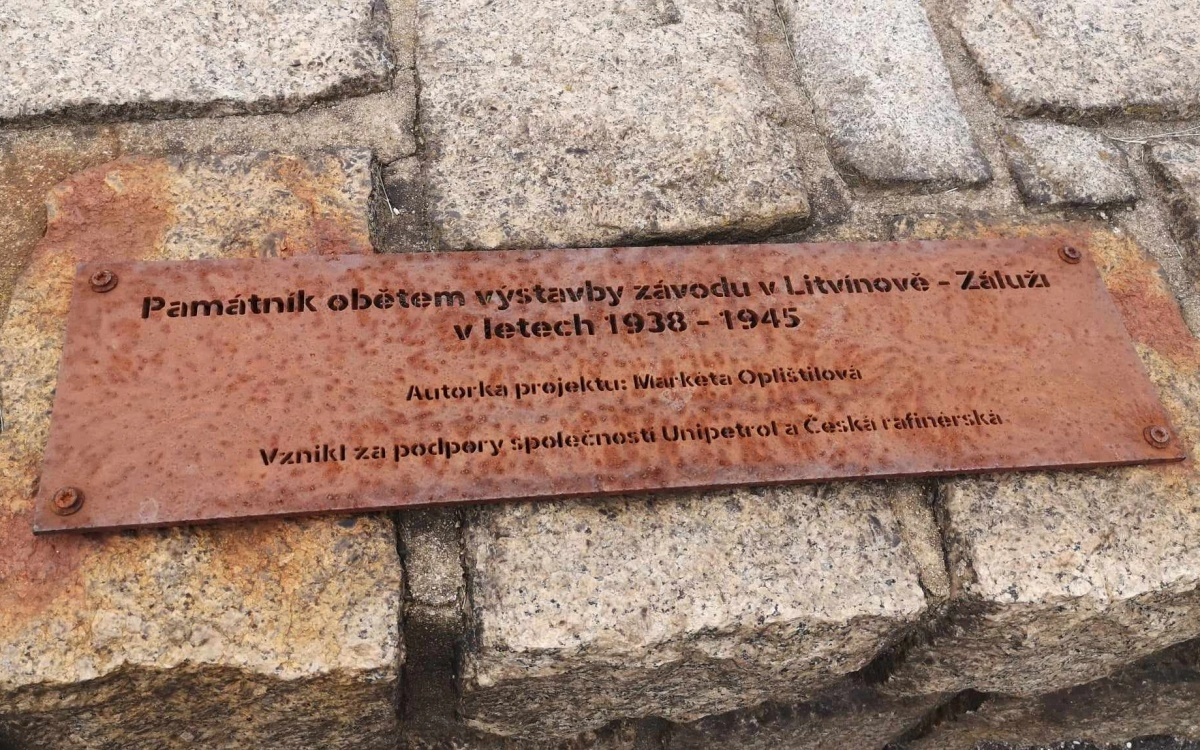 Památník obětem výstavby závodu v Litvínově - Záluží
v letech 1938 - 1945
Autorka projektu: Markéta Oplištilová
Vznikl za podpory společností Unipetrol a Česká rafinérská